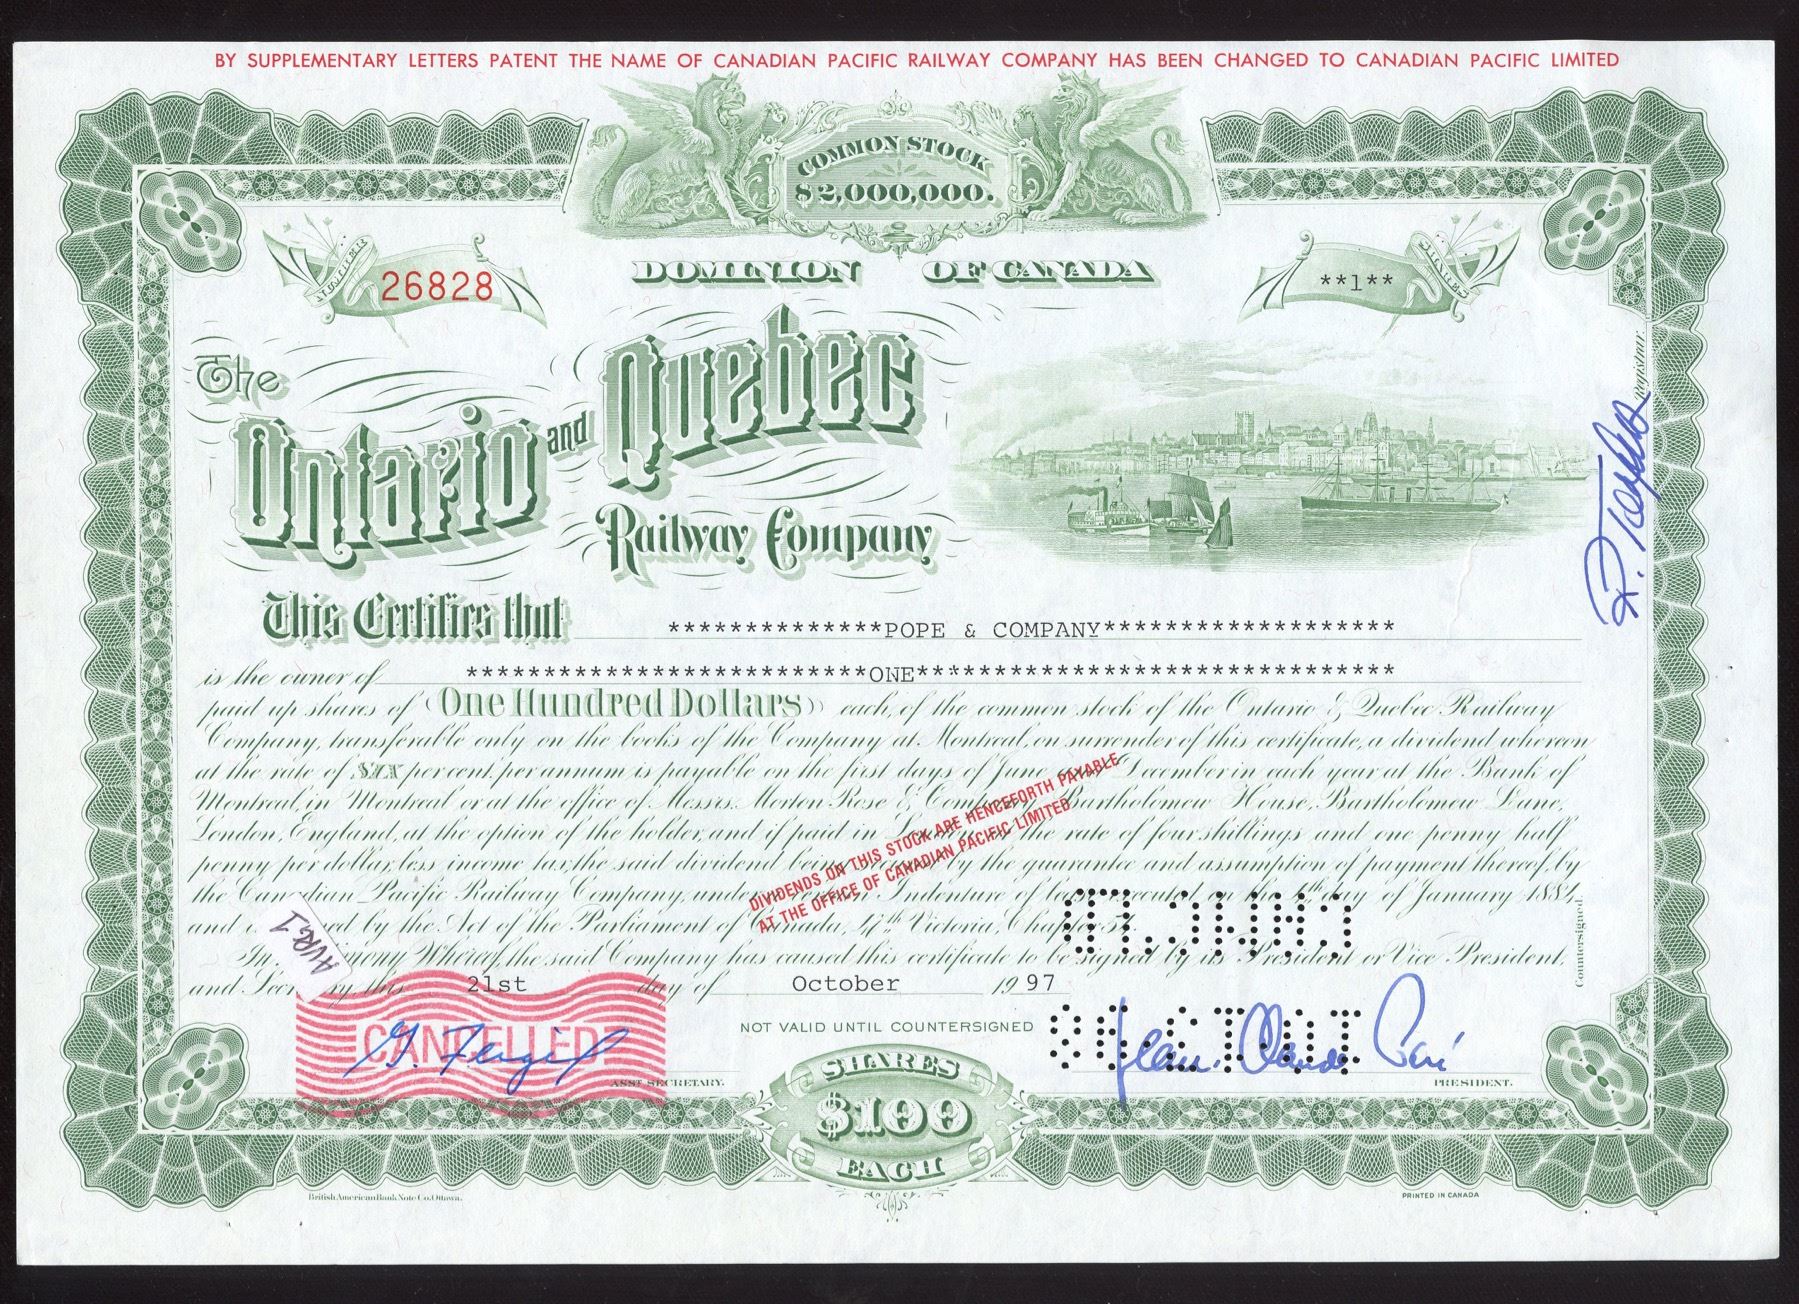 BY SUPPLEMENTARY LETTERS PATENT THE NAME OF CANADIAN PACIFIC RAILWAY COMPANY HAS BEEN CHANGED TO CANADIAN PACIFIC LIMITED
COMMON STOCK
$2,000,000.
DOMINION OF CANADA
NUMBER
26828
**1**
SHARES
The
Ontario and Quebec
Railway Company
Registrar.
This Certifies that **************POPE & COMPANY*******************
is the owner of **************************ONE*******************************
paid up shares of One Hundred Dollars each, of the common stock of the Ontario & Quebec Railway
Company, transferable only on the books of the Company at Montreal, on surrender of this certificate, a dividend whereon
at the rate of SIX per cent. per annum is payable on the first days of June and December in each year at the Bank of
Montreal, in Montreal or at the office of Messrs. Morton Rose & Company, Bartholomew House, Bartholomew Lane,
London, England, at the option of the holder, and if paid in London, at the rate of four shillings and one penny half
penny per dollar, less income tax, the said dividend being secured by the guarantee and assumption of payment thereof, by
the Canadian Pacific Railway Company, under an Indenture of lease executed the day of January 1884,
and by the Act of the Parliament of Canada, 47th Victoria, Chapter 54.
In Whereof, the said Company has caused this certificate to be signed by its President or Vice President,
and Secretary this 21st day of October 1997
DIVIDENDS ON THIS STOCK ARE HENCEFORTH PAYABLE
AT THE OFFICE OF CANADIAN PACIFIC LIMITED
AVRG 1
Countersigned.
CANCELLED
NOT VALID UNTIL COUNTERSIGNED
Jean Claude Paré
ASST SECRETARY.
PRESIDENT.
SHARES
$100
EACH
British American Bank Note Co. Ottawa.
PRINTED IN CANADA